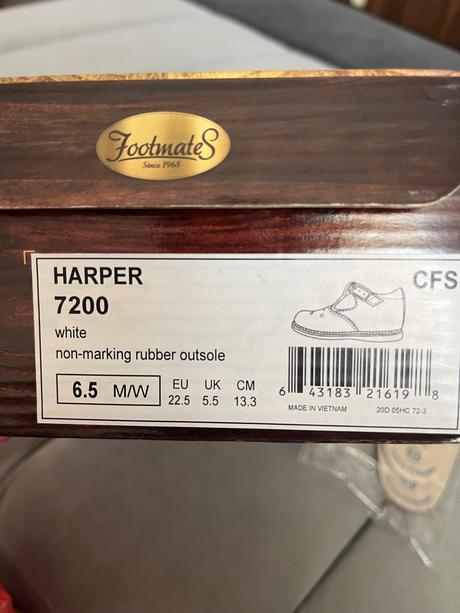 FootmateS
Since 1968
HARPER
CFS
7200
white
non-marking rubber outsole
6.5 M/W
EU UK CM
22.5 5.5 13.3
6 43183 21619 8
MADE IN VIETNAM
20D 05HC 72-3